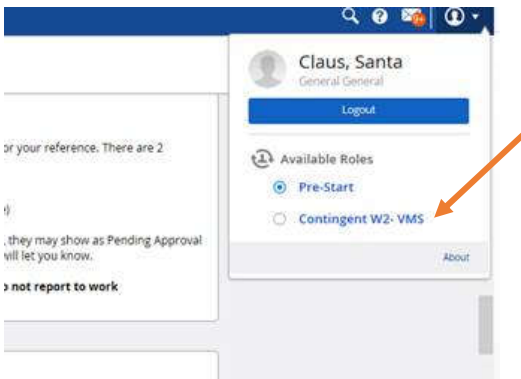 Claus, Santa
General General
Logout
or your reference. There are 2
Available Roles
Pre-Start
e)
Contingent W2- VMS
, they may show as Pending Approval
will let you know.
About
o not report to work